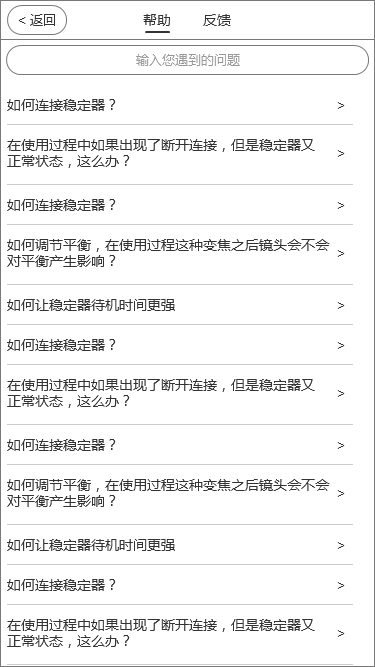 < 返回 帮助 反馈
输入您遇到的问题
如何连接稳定器？ >
在使用过程中如果出现了断开连接，但是稳定器又
正常状态，这么办？ >
如何连接稳定器？ >
如何调节平衡，在使用过程这种变焦之后镜头会不会
对平衡产生影响？ >
如何让稳定器待机时间更强 >
如何连接稳定器？ >
在使用过程中如果出现了断开连接，但是稳定器又
正常状态，这么办？ >
如何连接稳定器？ >
如何调节平衡，在使用过程这种变焦之后镜头会不会
对平衡产生影响？ >
如何让稳定器待机时间更强 >
如何连接稳定器？ >
在使用过程中如果出现了断开连接，但是稳定器又
正常状态，这么办？ >